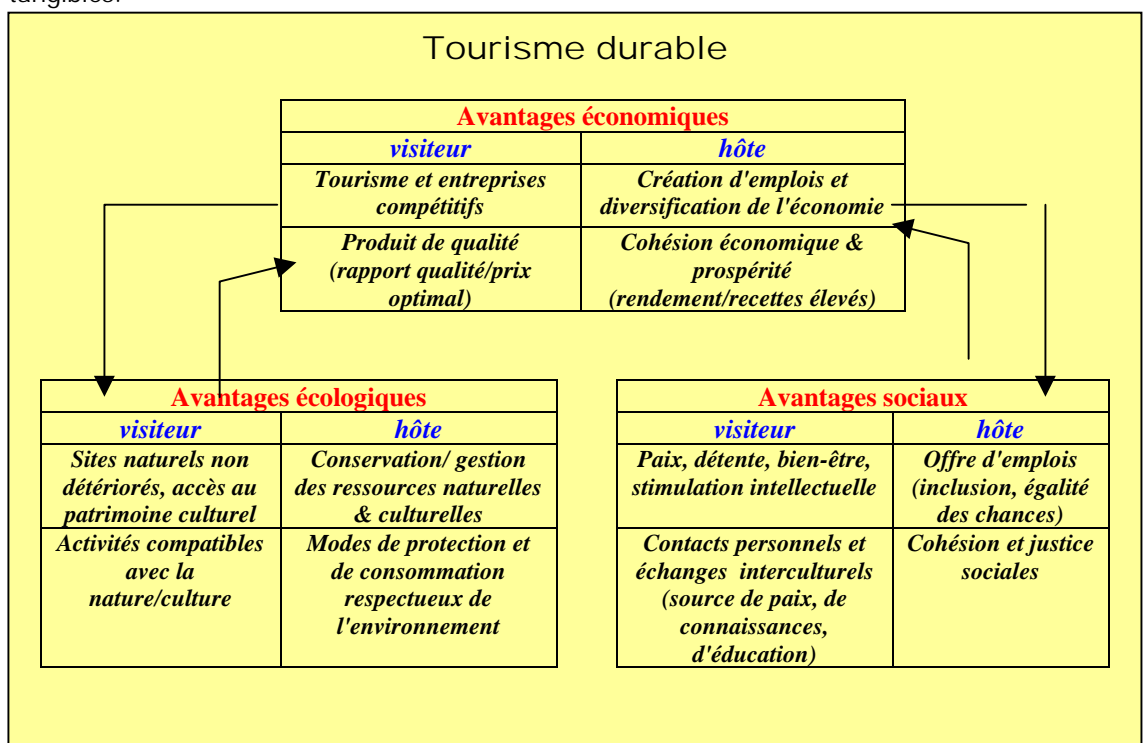 Tourisme durable
Avantages économiques
visiteur
hôte
Tourisme et entreprises
compétitifs
Création d'emplois et
diversification de l'économie
Produit de qualité
(rapport qualité/prix
optimal)
Cohésion économique &
prospérité
(rendement/recettes élevés)
Avantages écologiques
visiteur
hôte
Sites naturels non
détériorés, accès au
patrimoine culturel
Conservation/ gestion
des ressources naturelles
& culturelles
Activités compatibles
avec la
nature/culture
Modes de protection et
de consommation
respectueux de
l'environnement
Avantages sociaux
visiteur
hôte
Paix, détente, bien-être,
stimulation intellectuelle
Offre d'emplois
(inclusion, égalité
des chances)
Contacts personnels et
échanges interculturels
(source de paix, de
connaissances,
d'éducation)
Cohésion et justice
sociales